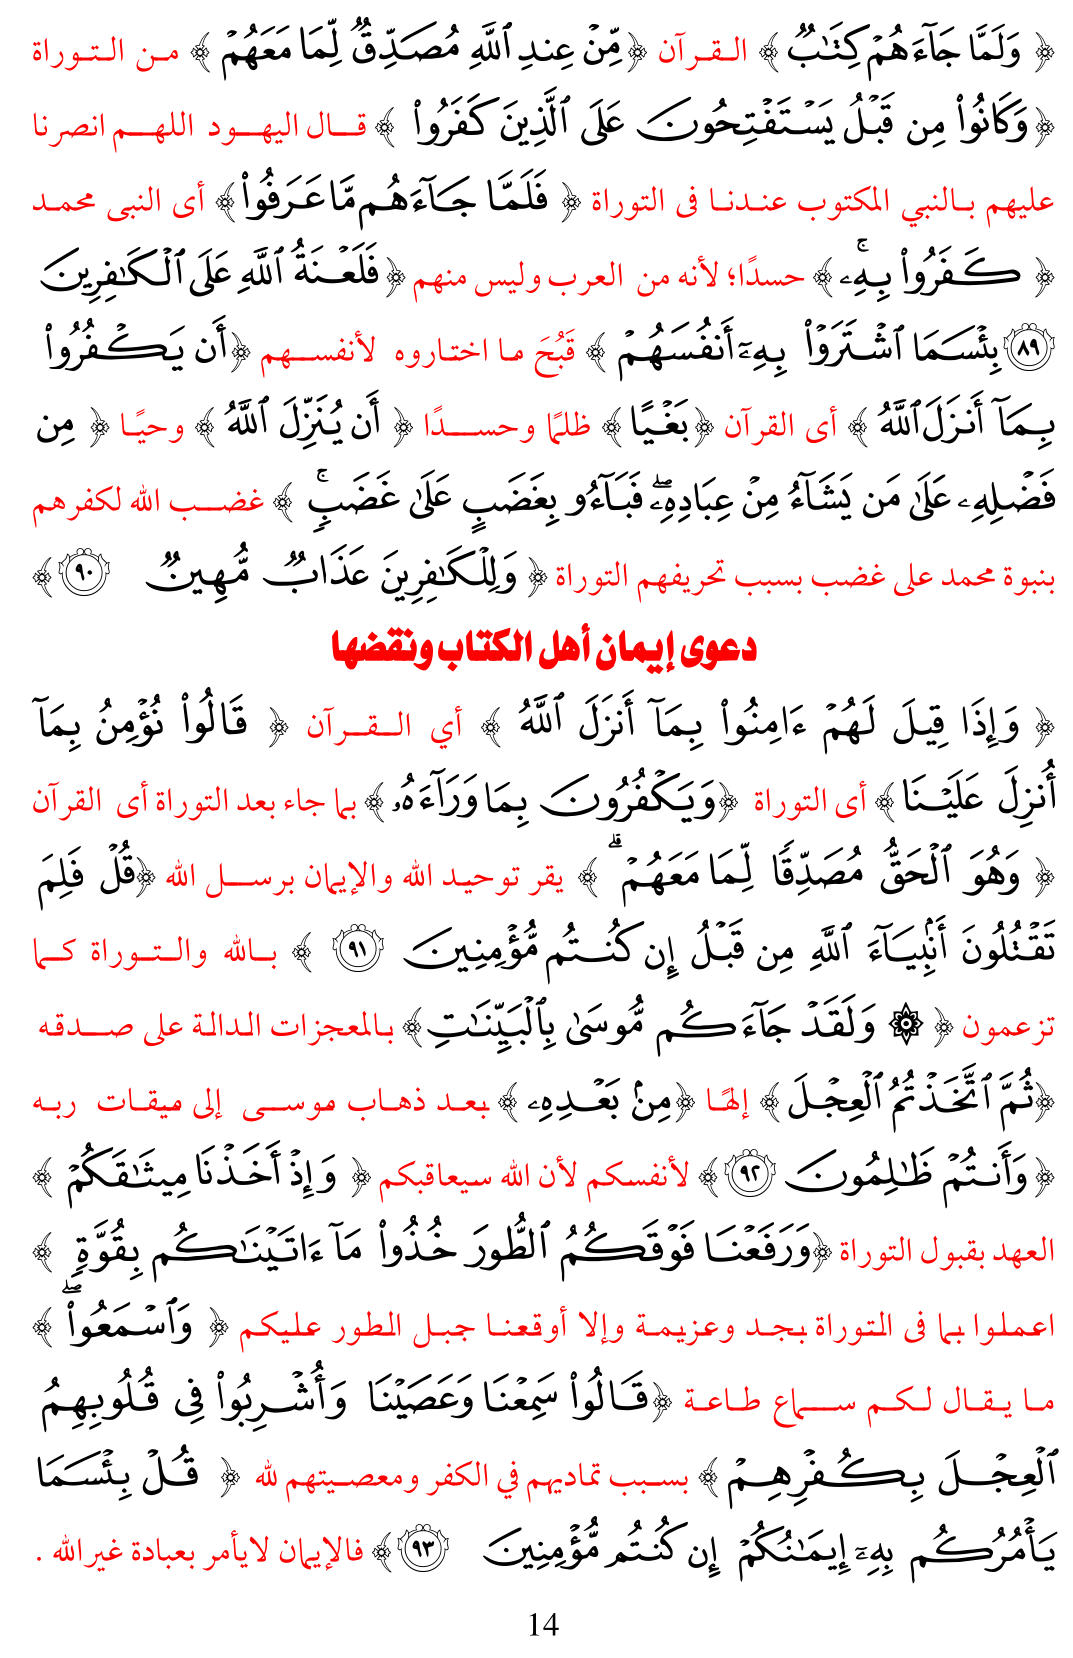 ﴿ وَلَمَّا جَآءَهُمۡ كِتَٰبٞ ﴾ القرآن ﴿ مِّنۡ عِندِ ٱللَّهِ مُصَدِّقٞ لِّمَا مَعَهُمۡ ﴾ من التوراة
﴿ وَكَانُواْ مِن قَبۡلُ يَسۡتَفۡتِحُونَ عَلَى ٱلَّذِينَ كَفَرُواْ ﴾ قال اليهود اللهم انصرنا
عليهم بالنبي المكتوب عندنا فى التوراة ﴿ فَلَمَّا جَآءَهُم مَّا عَرَفُواْ ﴾ أى النبى محمد
﴿ كَفَرُواْ بِهِۦۚ ﴾ حسدًا؛ لأنه من العرب وليس منهم ﴿ فَلَعۡنَةُ ٱللَّهِ عَلَى ٱلۡكَٰفِرِينَ
٨٩ بِئۡسَمَا ٱشۡتَرَوۡاْ بِهِۦٓ أَنفُسَهُمۡ ﴾ قَبُحَ ما اختاروه لأنفسهم ﴿ أَن يَكۡفُرُواْ
بِمَآ أَنزَلَ ٱللَّهُ ﴾ أى القرآن ﴿ بَغۡيًا ﴾ ظلمًا وحسدًا ﴿ أَن يُنَزِّلَ ٱللَّهُ ﴾ وحيًا ﴿ مِن
فَضۡلِهِۦ عَلَىٰ مَن يَشَآءُ مِنۡ عِبَادِهِۦۖ فَبَآءُو بِغَضَبٍ عَلَىٰ غَضَبٖۚ ﴾ غضب الله لكفرهم
بنبوة محمد على غضب بسبب تحريفهم التوراة ﴿ وَلِلۡكَٰفِرِينَ عَذَابٞ مُّهِينٞ ٩٠ ﴾
دعوى إيمان أهل الكتاب ونقضها
﴿ وَإِذَا قِيلَ لَهُمۡ ءَامِنُواْ بِمَآ أَنزَلَ ٱللَّهُ ﴾ أي القرآن ﴿ قَالُواْ نُؤۡمِنُ بِمَآ
أُنزِلَ عَلَيۡنَا ﴾ أى التوراة ﴿ وَيَكۡفُرُونَ بِمَا وَرَآءَهُۥ ﴾ بما جاء بعد التوراة أى القرآن
﴿ وَهُوَ ٱلۡحَقُّ مُصَدِّقٗا لِّمَا مَعَهُمۡۗ ﴾ يقر توحيد الله والإيمان برسل الله ﴿ قُلۡ فَلِمَ
تَقۡتُلُونَ أَنۢبِيَآءَ ٱللَّهِ مِن قَبۡلُ إِن كُنتُم مُّؤۡمِنِينَ ٩١ ﴾ بالله والتوراة كما
تزعمون ﴿ ۞ وَلَقَدۡ جَآءَكُم مُّوسَىٰ بِٱلۡبَيِّنَٰتِ ﴾ بالمعجزات الدالة على صدقه
﴿ ثُمَّ ٱتَّخَذۡتُمُ ٱلۡعِجۡلَ ﴾ إلهًا ﴿ مِنۢ بَعۡدِهِۦ ﴾ بعد ذهاب موسى إلى ميقات ربه
﴿ وَأَنتُمۡ ظَٰلِمُونَ ٩٢ ﴾ لأنفسكم لأن الله سيعاقبكم ﴿ وَإِذۡ أَخَذۡنَا مِيثَٰقَكُمۡ ﴾
العهد بقبول التوراة ﴿ وَرَفَعۡنَا فَوۡقَكُمُ ٱلطُّورَ خُذُواْ مَآ ءَاتَيۡنَٰكُم بِقُوَّةٖ ﴾
اعملوا بما فى التوراة بجد وعزيمة وإلا أوقعنا جبل الطور عليكم ﴿ وَٱسۡمَعُواْۖ ﴾
ما يقال لكم سماع طاعة ﴿ قَالُواْ سَمِعۡنَا وَعَصَيۡنَا وَأُشۡرِبُواْ فِي قُلُوبِهِمُ
ٱلۡعِجۡلَ بِكُفۡرِهِمۡ ﴾ بسبب تماديهم في الكفر ومعصيتهم لله ﴿ قُلۡ بِئۡسَمَا
يَأۡمُرُكُم بِهِۦٓ إِيمَٰنُكُمۡ إِن كُنتُم مُّؤۡمِنِينَ ٩٣ ﴾ فالإيمان لايأمر بعبادة غيرالله .
14